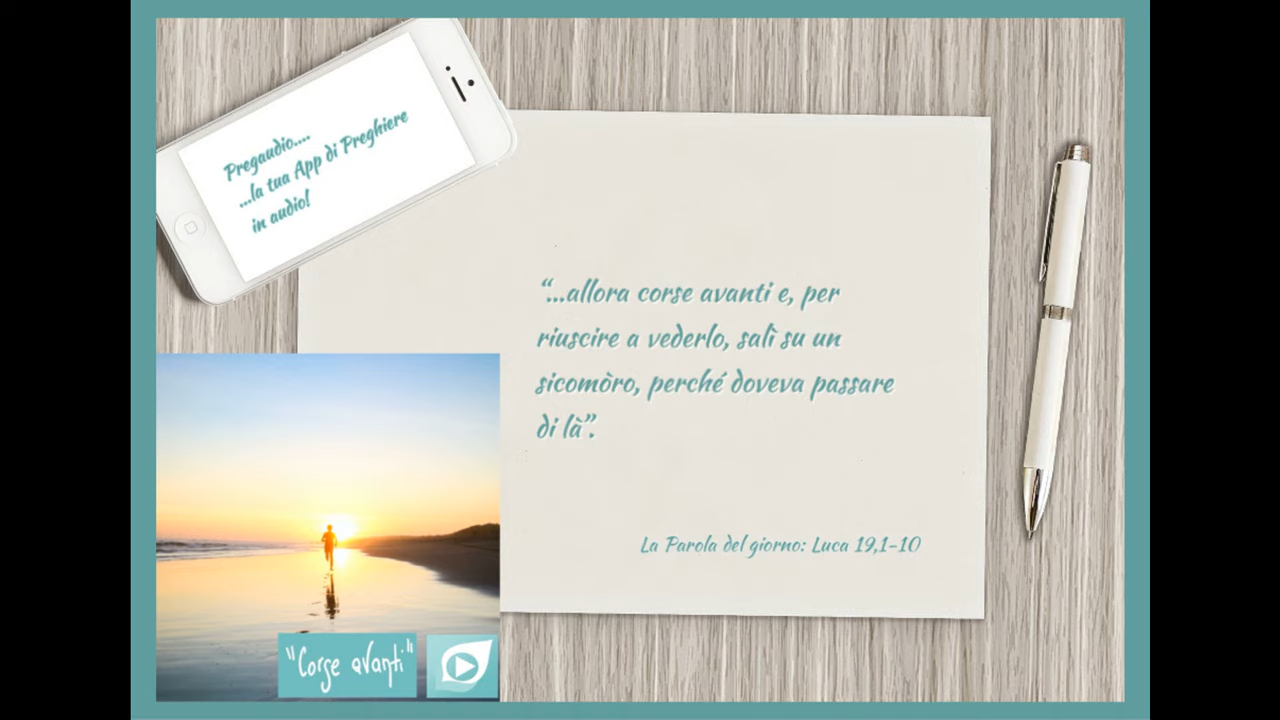 Pregaudio....
...la tua App di Preghiere
in audio!
“...allora corse avanti e, per
riuscire a vederlo, salì su un
sicomòro, perché doveva passare
di là”.
La Parola del giorno: Luca 19,1-10
"Corse avanti"